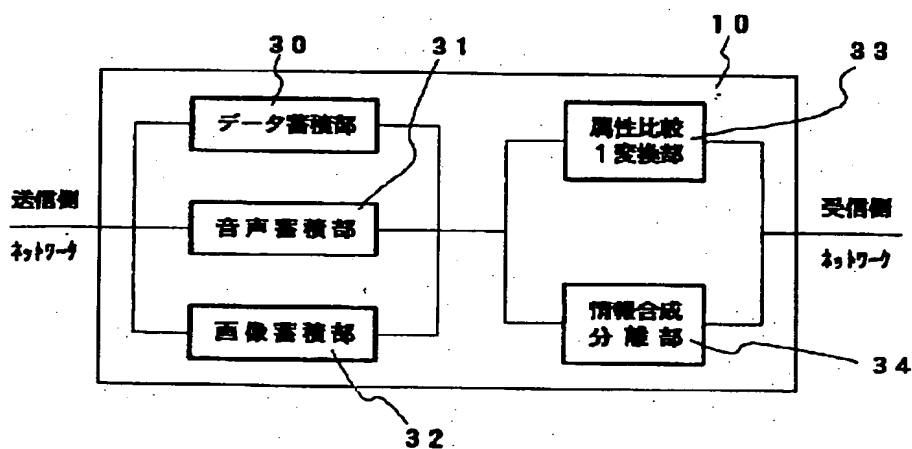 10
30
31
33
データ蓄積部
属性比較
1変換部
送信側
ネットワーク
音声蓄積部
受信側
ネットワーク
画像蓄積部
情報合成
分離部
34
32